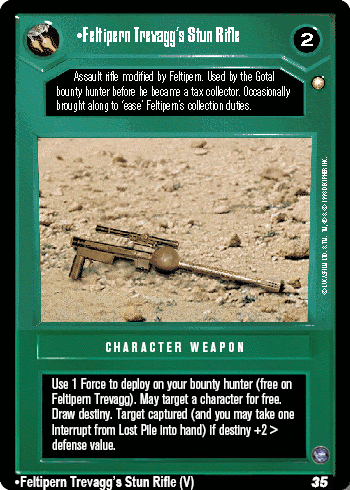 •Feltipern Trevagg's Stun Rifle
2
Assault rifle modified by Feltipern. Used by the Gotal
bounty hunter before he became a tax collector. Occasionally
brought along to 'ease' Feltipern's collection duties.
CHARACTER WEAPON
Use 1 Force to deploy on your bounty hunter (free on
Feltipern Trevagg). May target a character for free.
Draw destiny. Target captured (and you may take one
Interrupt from Lost Pile into hand) if destiny +2 >
defense value.
•Feltipern Trevagg's Stun Rifle (V)
35